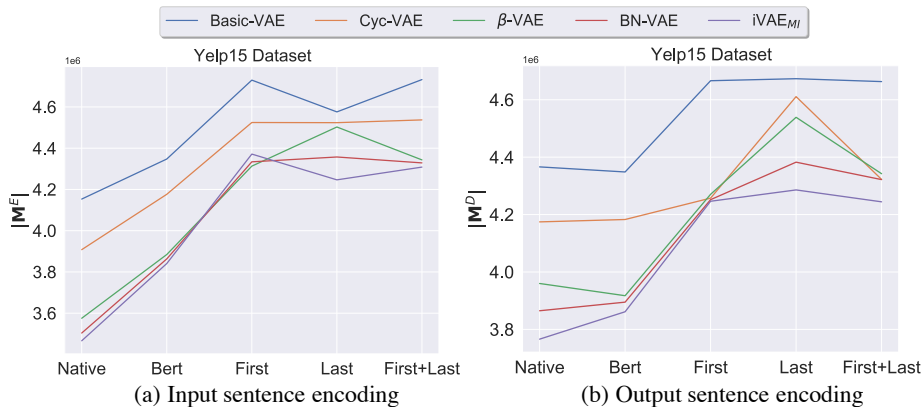 Basic-VAE Cyc-VAE β-VAE BN-VAE iVAE_MI
Yelp15 Dataset
1e6
4.6
4.4
4.2
4.0
3.8
3.6
|M^E|
Native Bert First Last First+Last
(a) Input sentence encoding
Yelp15 Dataset
1e6
4.6
4.4
4.2
4.0
3.8
|M^D|
Native Bert First Last First+Last
(b) Output sentence encoding